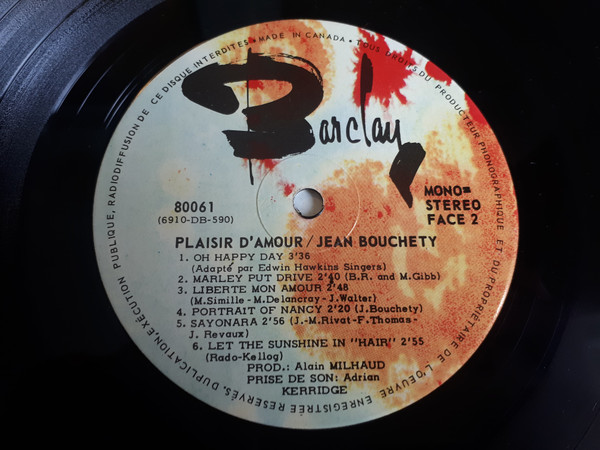 Barclay
80061
(6910-DB-590)
MONO=
STEREO
FACE 2
PLAISIR D'AMOUR / JEAN BOUCHETY
1. OH HAPPY DAY 3'36
(Adapté par Edwin Hawkins Singers)
2. MARLEY PUT DRIVE 2'40 (B.R. and M.Gibb)
3. LIBERTE MON AMOUR 2'48
(M.Simille - M.Delancray - J.Walter)
4. PORTRAIT OF NANCY 2'20 (J.Bouchety)
5. SAYONARA 2'56 (J.-M.Rivat-F.Thomas-
J. Revaux)
6. LET THE SUNSHINE IN "HAIR" 2'55
(Rado-Kellog)
PROD.: Alain MILHAUD
PRISE DE SON: Adrian
KERRIDGE
• MADE IN CANADA • TOUS DROITS DU PRODUCTEUR PHONOGRAPHIQUE ET DU PROPRIÉTAIRE DE L'OEUVRE ENREGISTRÉE RESERVÉS, DUPLICATION, EXÉCUTION PUBLIQUE, RADIODIFFUSION DE CE DISQUE INTERDITES